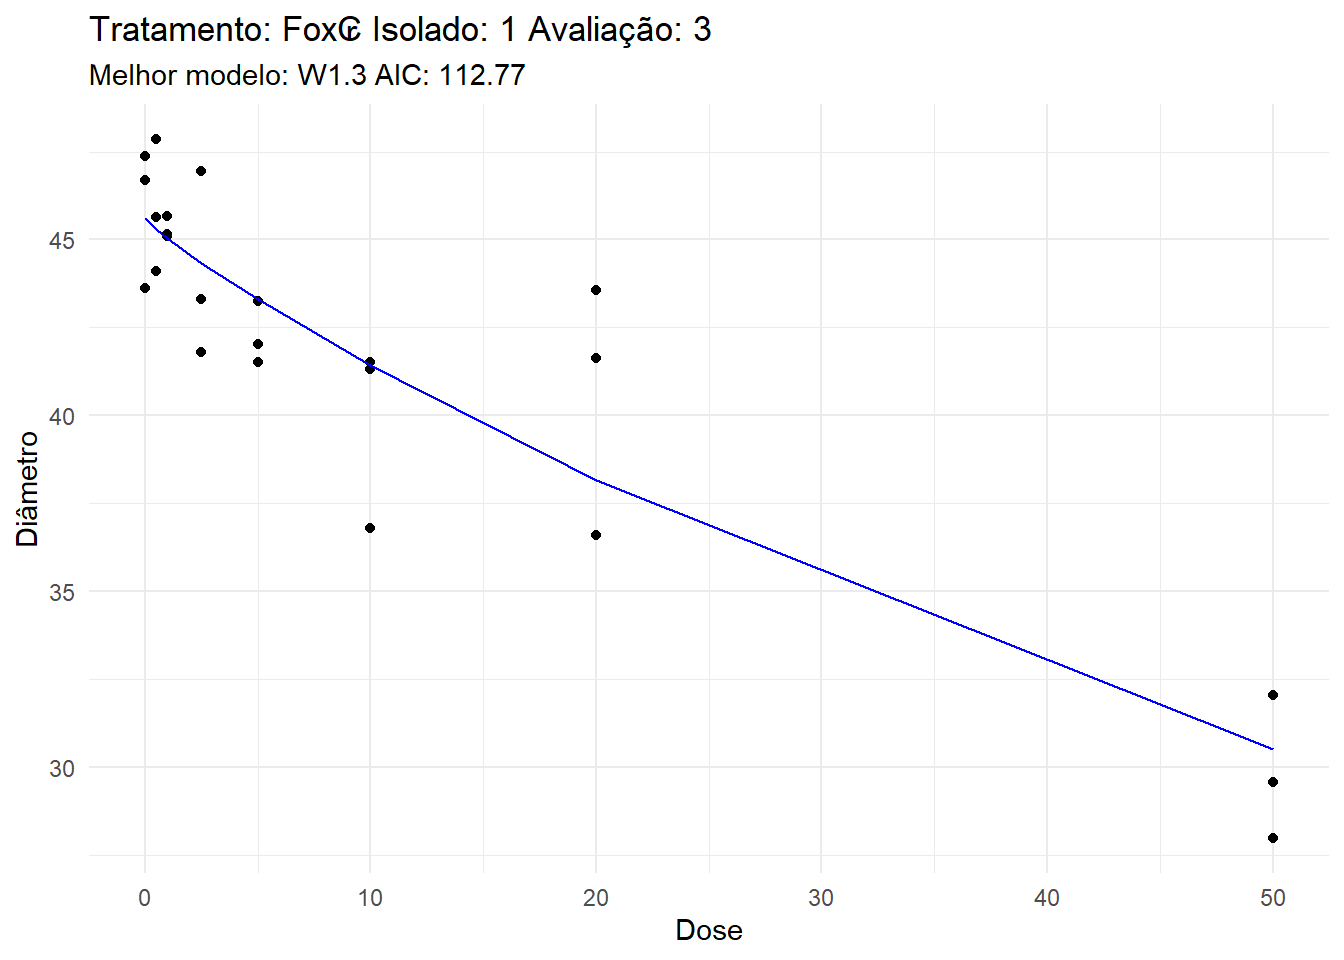 Tratamento: Fox₢ Isolado: 1 Avaliação: 3
Melhor modelo: W1.3 AIC: 112.77
Diâmetro
45
40
35
30
0 10 20 30 40 50
Dose